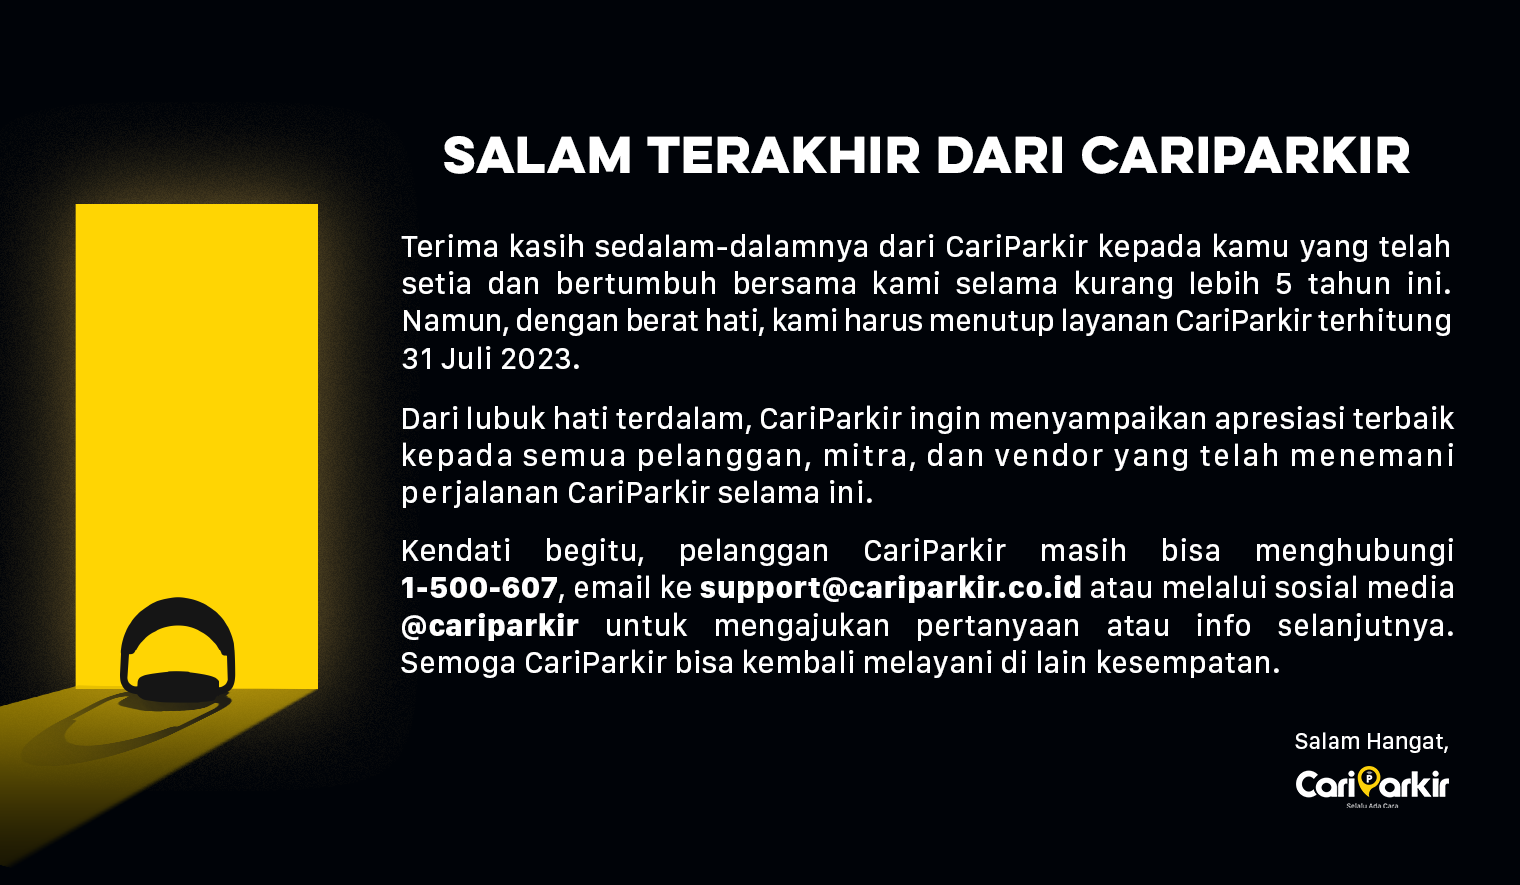 SALAM TERAKHIR DARI CARIPARKIR
Terima kasih sedalam-dalamnya dari CariParkir kepada kamu yang telah
setia dan bertumbuh bersama kami selama kurang lebih 5 tahun ini.
Namun, dengan berat hati, kami harus menutup layanan CariParkir terhitung
31 Juli 2023.
Dari lubuk hati terdalam, CariParkir ingin menyampaikan apresiasi terbaik
kepada semua pelanggan, mitra, dan vendor yang telah menemani
perjalanan CariParkir selama ini.
Kendati begitu, pelanggan CariParkir masih bisa menghubungi
1-500-607, email ke support@cariparkir.co.id atau melalui sosial media
@cariparkir untuk mengajukan pertanyaan atau info selanjutnya.
Semoga CariParkir bisa kembali melayani di lain kesempatan.
Salam Hangat,
CariParkir
Selalu Ada Cara